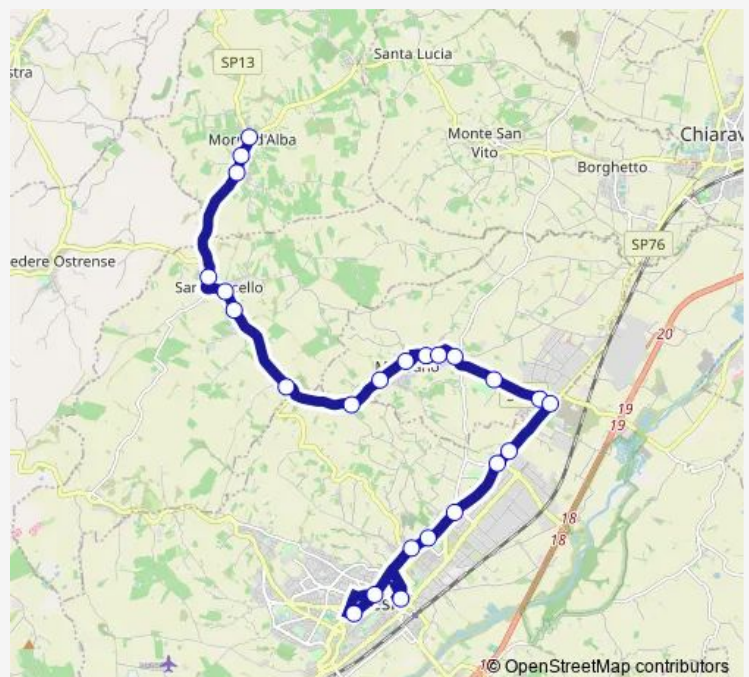 SP13
Santa Lucia
stra
Monte San
Vito
Chiarav
Borghetto
SP76
edere Ostrense
20
19
19
18
18
© OpenStreetMap contributors